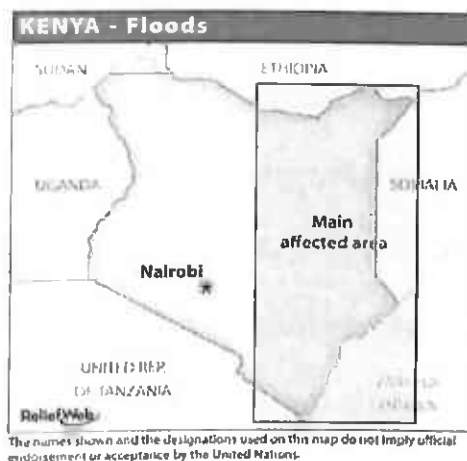 KENYA - Floods
SUDAN
ETHIOPIA
UGANDA
SOMALIA
Main
affected area
Nairobi
UNITED REP.
OF TANZANIA
ReliefWeb
The names shown and the designations used on this map do not imply official
endorsement or acceptance by the United Nations.